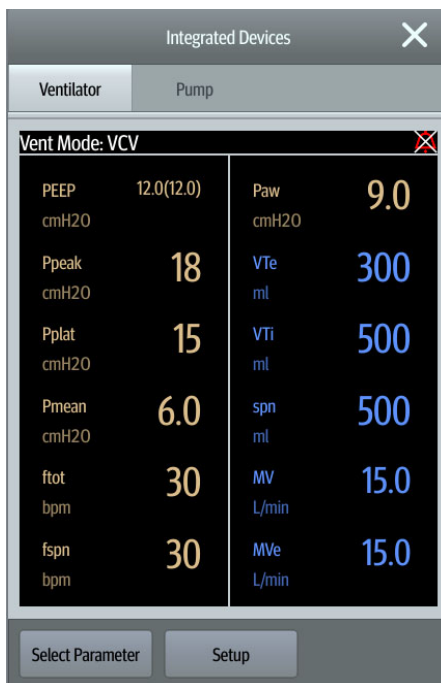 Integrated Devices
Ventilator Pump
Vent Mode: VCV
PEEP 12.0(12.0)
cmH2O
Ppeak 18
cmH2O
Pplat 15
cmH2O
Pmean 6.0
cmH2O
ftot 30
bpm
fspn 30
bpm
Paw 9.0
cmH2O
VTe 300
ml
VTi 500
ml
spn 500
ml
MV 15.0
L/min
MVe 15.0
L/min
Select Parameter Setup